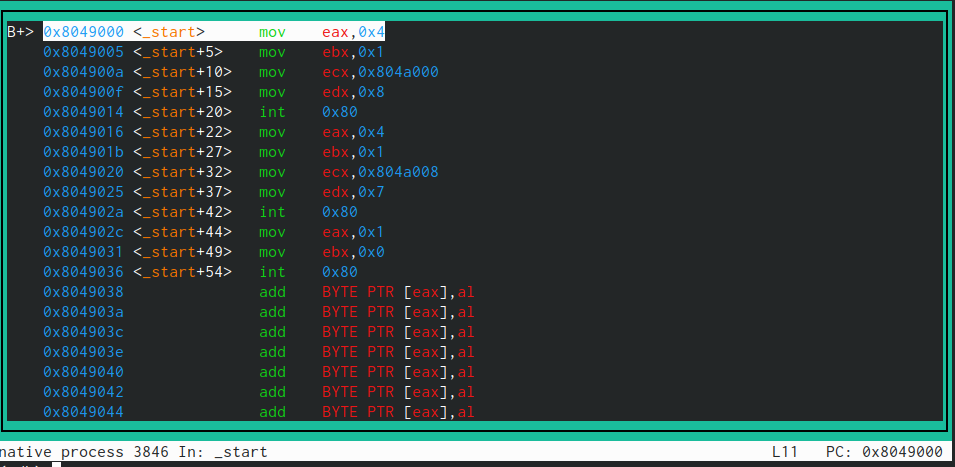 B+> 0x8049000 <_start> mov eax,0x4
0x8049005 <_start+5> mov ebx,0x1
0x804900a <_start+10> mov ecx,0x804a000
0x804900f <_start+15> mov edx,0x8
0x8049014 <_start+20> int 0x80
0x8049016 <_start+22> mov eax,0x4
0x804901b <_start+27> mov ebx,0x1
0x8049020 <_start+32> mov ecx,0x804a008
0x8049025 <_start+37> mov edx,0x7
0x804902a <_start+42> int 0x80
0x804902c <_start+44> mov eax,0x1
0x8049031 <_start+49> mov ebx,0x0
0x8049036 <_start+54> int 0x80
0x8049038 add BYTE PTR [eax],al
0x804903a add BYTE PTR [eax],al
0x804903c add BYTE PTR [eax],al
0x804903e add BYTE PTR [eax],al
0x8049040 add BYTE PTR [eax],al
0x8049042 add BYTE PTR [eax],al
0x8049044 add BYTE PTR [eax],al
native process 3846 In: _start L11 PC: 0x8049000